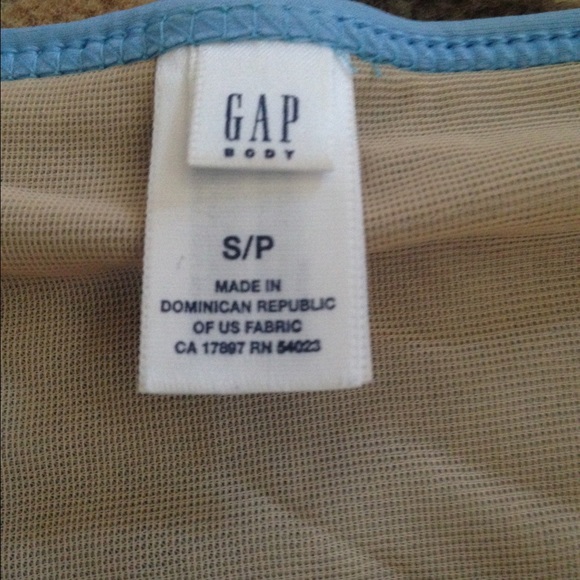 GAP
BODY
S/P
MADE IN
DOMINICAN REPUBLIC
OF US FABRIC
CA 17897 RN 54023